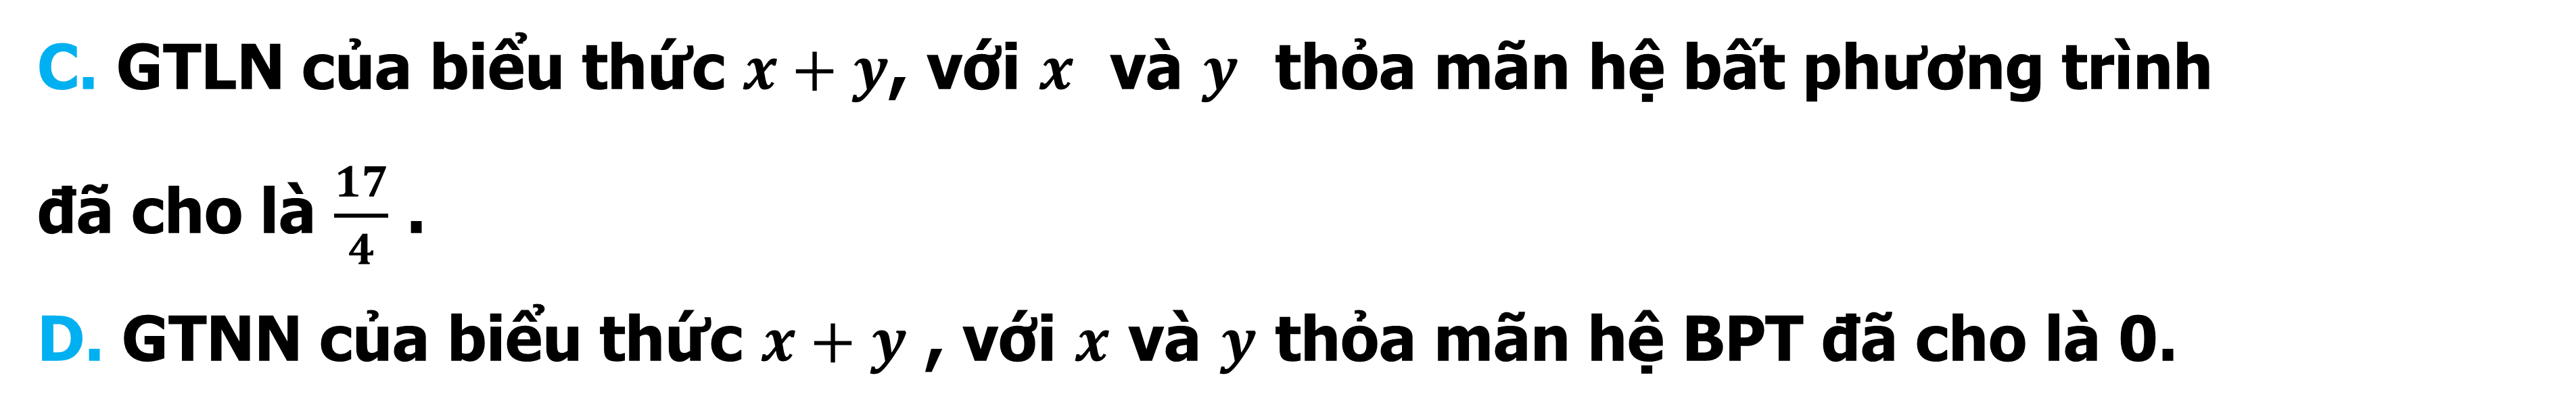 C. GTLN của biểu thức x + y, với x và y thỏa mãn hệ bất phương trình
đã cho là 17/4 .
D. GTNN của biểu thức x + y , với x và y thỏa mãn hệ BPT đã cho là 0.